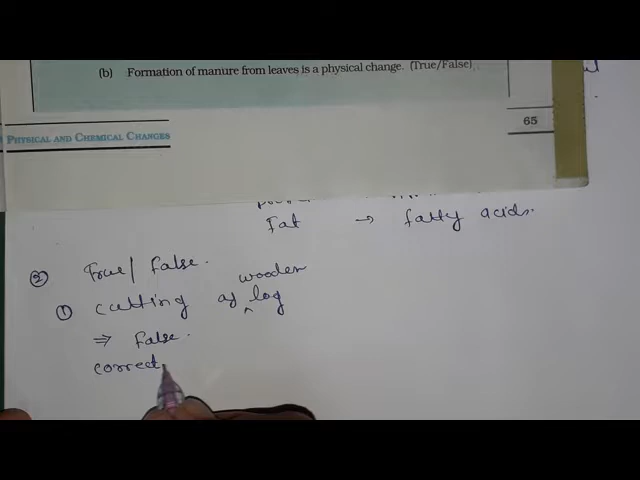 (b) Formation of manure from leaves is a physical change. (True/False)
65
PHYSICAL AND CHEMICAL CHANGES
Fat → fatty acids.
② True/False.
wooden
① cutting of ^ log
⇒ False.
correct